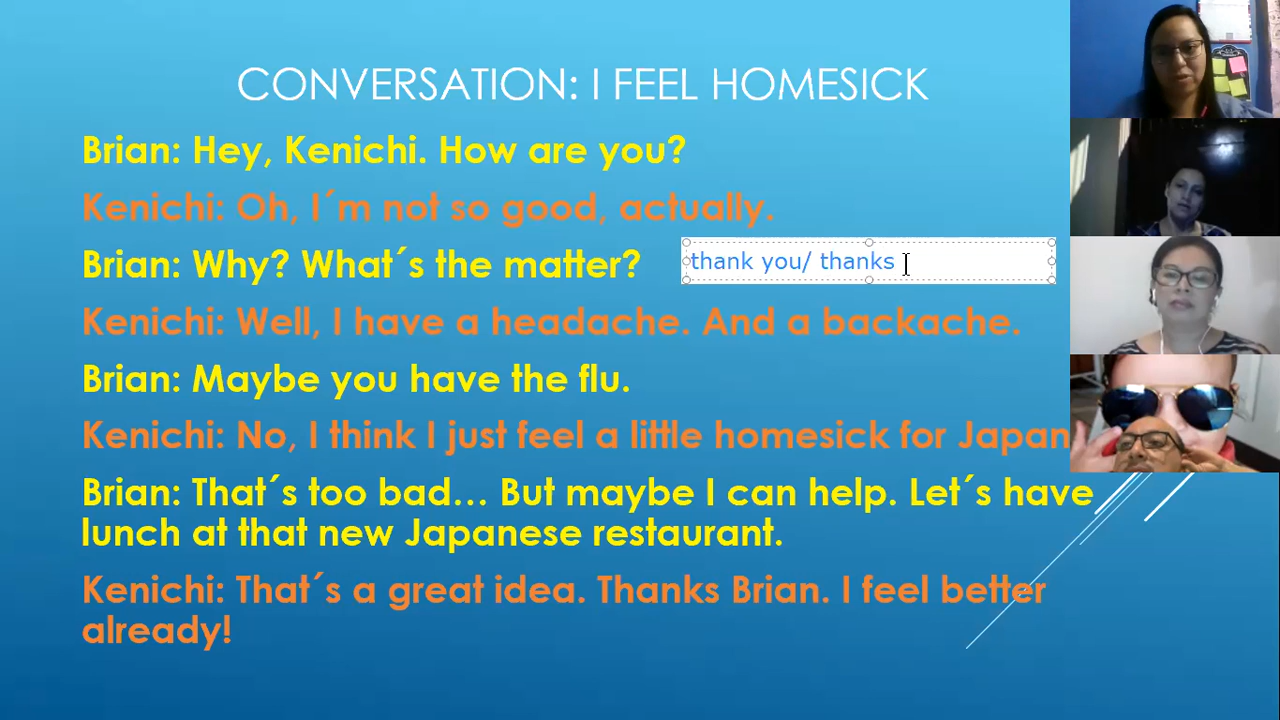 CONVERSATION: I FEEL HOMESICK
Brian: Hey, Kenichi. How are you?
Kenichi: Oh, I´m not so good, actually.
Brian: Why? What´s the matter?
thank you/ thanks
Kenichi: Well, I have a headache. And a backache.
Brian: Maybe you have the flu.
Kenichi: No, I think I just feel a little homesick for Japan
Brian: That´s too bad… But maybe I can help. Let´s have
lunch at that new Japanese restaurant.
Kenichi: That´s a great idea. Thanks Brian. I feel better
already!